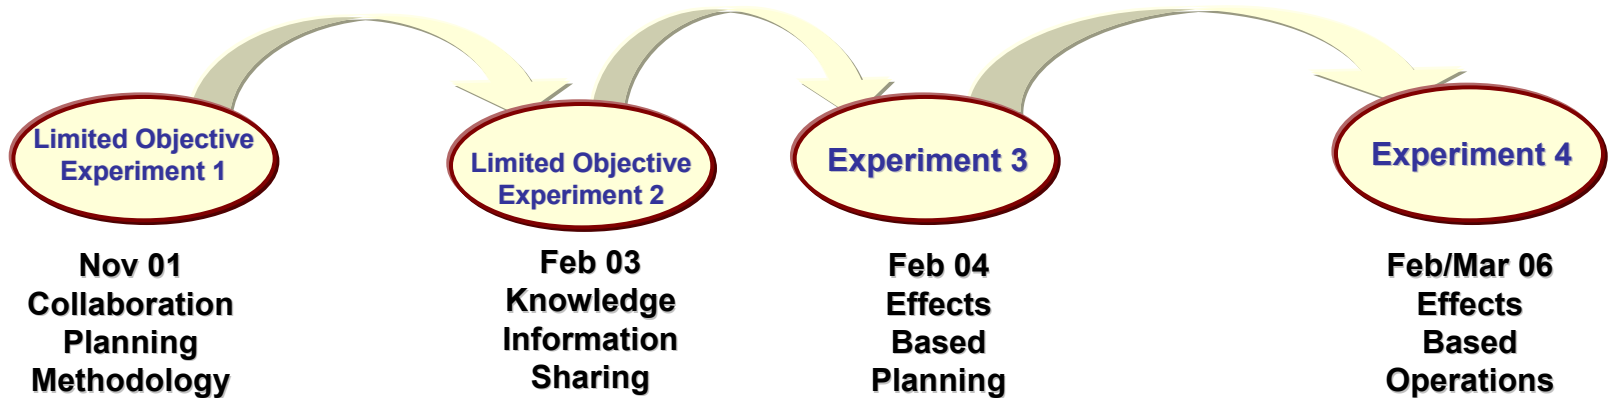 Limited Objective
Experiment 1
Nov 01
Collaboration
Planning
Methodology
Limited Objective
Experiment 2
Feb 03
Knowledge
Information
Sharing
Experiment 3
Feb 04
Effects
Based
Planning
Experiment 4
Feb/Mar 06
Effects
Based
Operations